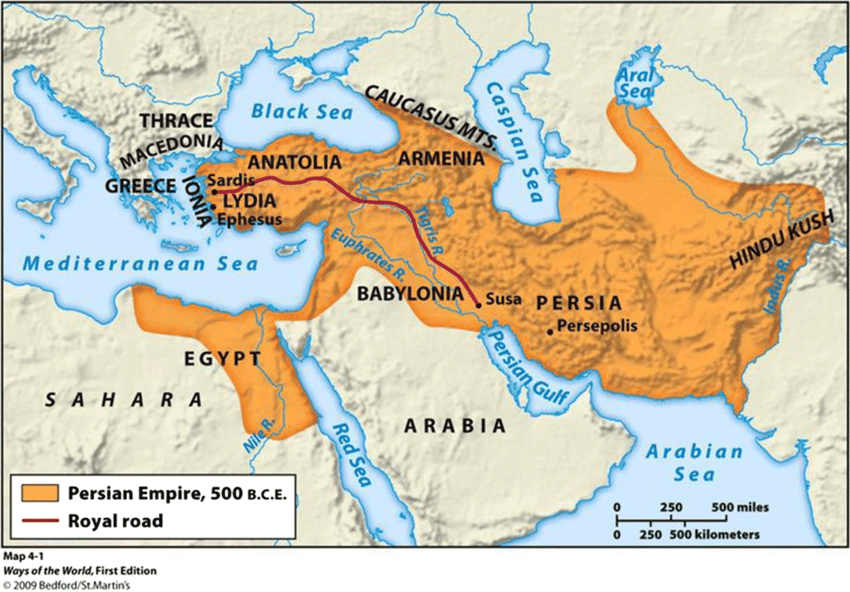 Aral
Sea
CAUCASUS MTS.
Caspian Sea
Black Sea
THRACE
MACEDONIA
ANATOLIA
ARMENIA
GREECE
Sardis
IONIA
LYDIA
Ephesus
Tigris R.
HINDU KUSH
Euphrates R.
Mediterranean Sea
Indus R.
BABYLONIA
Susa
PERSIA
Persepolis
EGYPT
Persian Gulf
SAHARA
ARABIA
Nile R.
Red Sea
Arabian
Sea
Persian Empire, 500 B.C.E.
Royal road
0 250 500 miles
0 250 500 kilometers
Map 4-1
Ways of the World, First Edition
© 2009 Bedford/St.Martin's